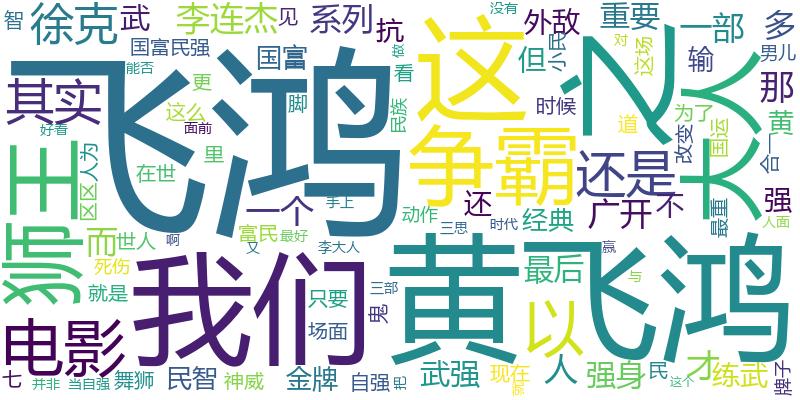 智 徐克 武 李连杰 见 系列 抗 外敌 重要 一部 多
国富民强 国富 但 小民 这场 对 输 男儿
没有 做
飞鸿 这 之 大人 那
其实 能否 更 看 时候 为了 黄
好看 面前 这么 脚 民族 道 改变 国运 合一
狮王 区区 人为 在世 里 争霸 还是 强
一个 手上 还 广开 不 最重
而 世人 啊 富民 最好 又 李大人 动作 三思 经典 时代 人面
死伤 我们 黄飞鸿 最后 嬴 与
就是 只要 三部 以
电影 场面 鬼 这个
七 并非 当自强 舞狮 民智 神威 金牌 自强 把 武强 现在 人 强身 民 才 练武 牌子